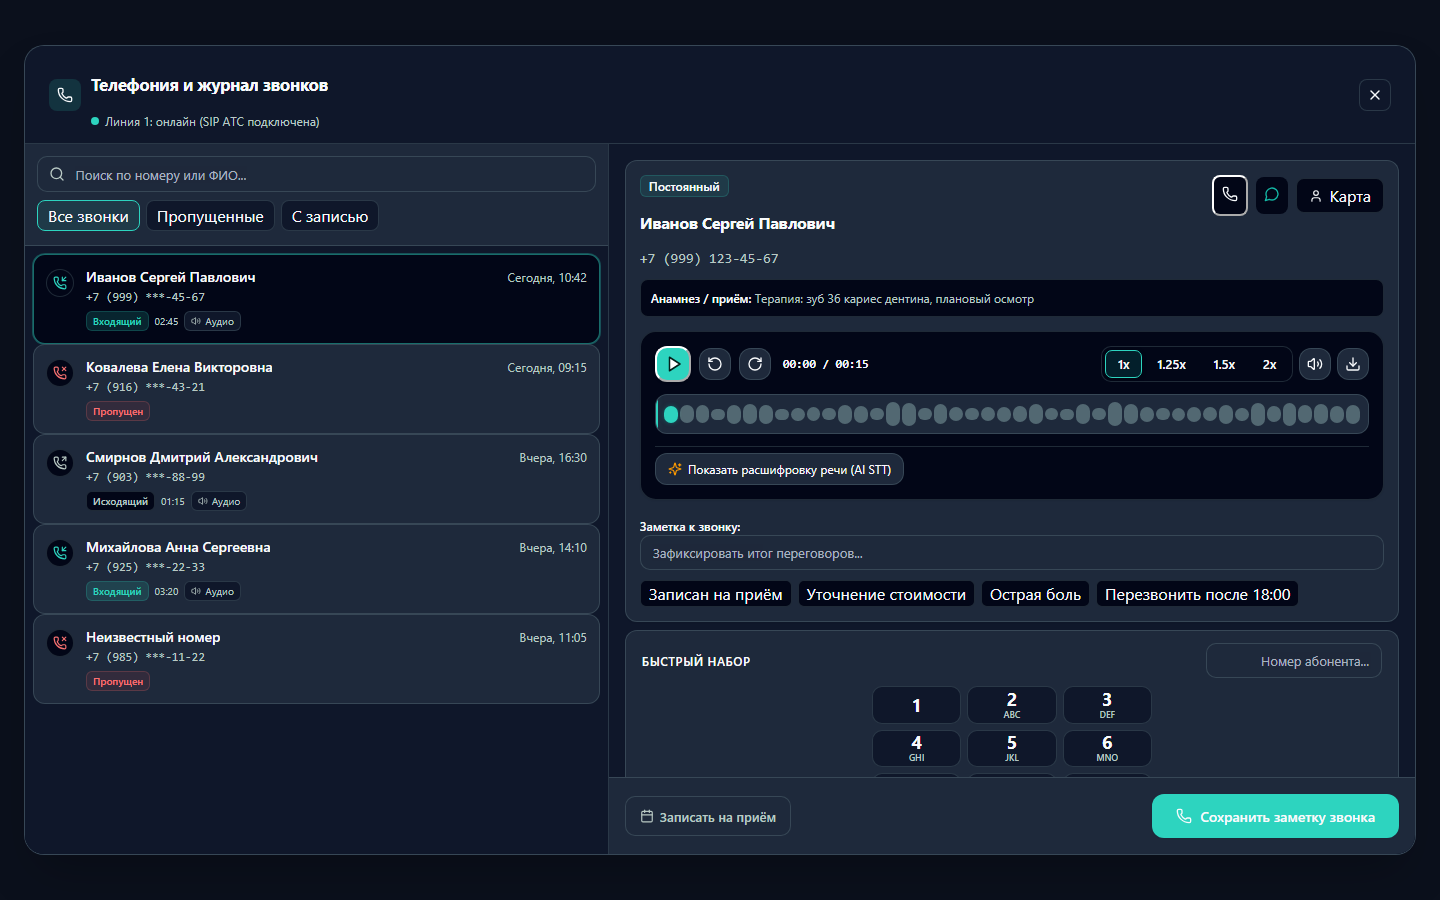 Телефония и журнал звонков
Линия 1: онлайн (SIP АТС подключена)
Поиск по номеру или ФИО...
Все звонки
Пропущенные
С записью
Иванов Сергей Павлович
Сегодня, 10:42
+7 (999) ***-45-67
Входящий
02:45
Аудио
Ковалева Елена Викторовна
Сегодня, 09:15
+7 (916) ***-43-21
Пропущен
Смирнов Дмитрий Александрович
Вчера, 16:30
+7 (903) ***-88-99
Исходящий
01:15
Аудио
Михайлова Анна Сергеевна
Вчера, 14:10
+7 (925) ***-22-33
Входящий
03:20
Аудио
Неизвестный номер
Вчера, 11:05
+7 (985) ***-11-22
Пропущен
Постоянный
Карта
Иванов Сергей Павлович
+7 (999) 123-45-67
Анамнез / приём: Терапия: зуб 36 кариес дентина, плановый осмотр
00:00 / 00:15
1x
1.25x
1.5x
2x
Показать расшифровку речи (AI STT)
Заметка к звонку:
Зафиксировать итог переговоров...
Записан на приём
Уточнение стоимости
Острая боль
Перезвонить после 18:00
БЫСТРЫЙ НАБОР
Номер абонента...
1
2
ABC
3
DEF
4
GHI
5
JKL
6
MNO
Записать на приём
Сохранить заметку звонка